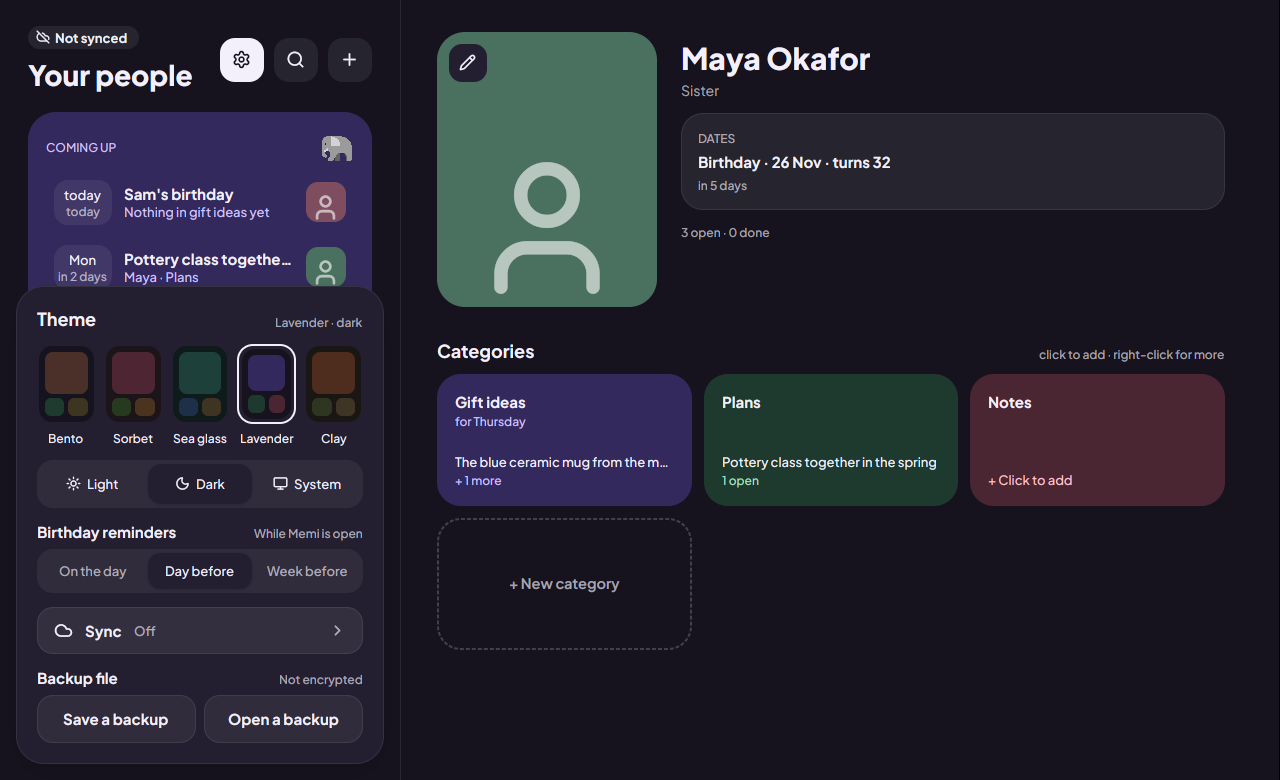 Not synced
Your people
COMING UP
today
today
Sam's birthday
Nothing in gift ideas yet
Mon
in 2 days
Pottery class togethe…
Maya · Plans
Theme
Lavender · dark
Bento
Sorbet
Sea glass
Lavender
Clay
Light
Dark
System
Birthday reminders
While Memi is open
On the day
Day before
Week before
Sync
Off
Backup file
Not encrypted
Save a backup
Open a backup
Maya Okafor
Sister
DATES
Birthday · 26 Nov · turns 32
in 5 days
3 open · 0 done
Categories
click to add · right-click for more
Gift ideas
for Thursday
The blue ceramic mug from the m…
+ 1 more
Plans
Pottery class together in the spring
1 open
Notes
+ Click to add
+ New category